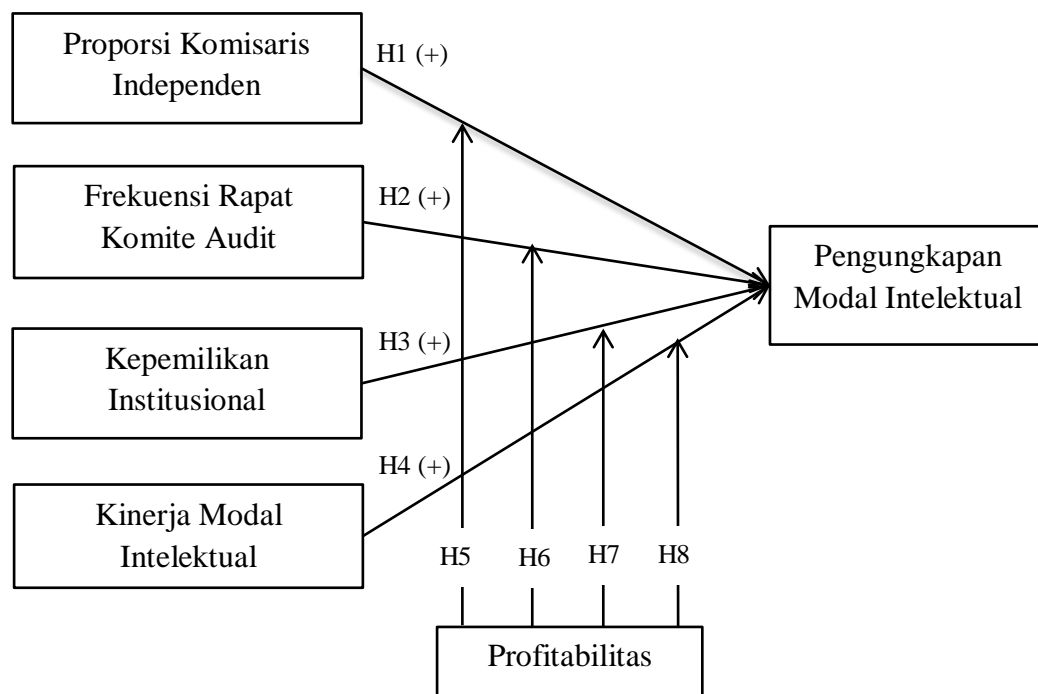 Proporsi Komisaris
Independen
H1 (+)
Frekuensi Rapat
Komite Audit
H2 (+)
Pengungkapan
Modal Intelektual
Kepemilikan
Institusional
H3 (+)
Kinerja Modal
Intelektual
H4 (+)
H5
H6
H7
H8
Profitabilitas